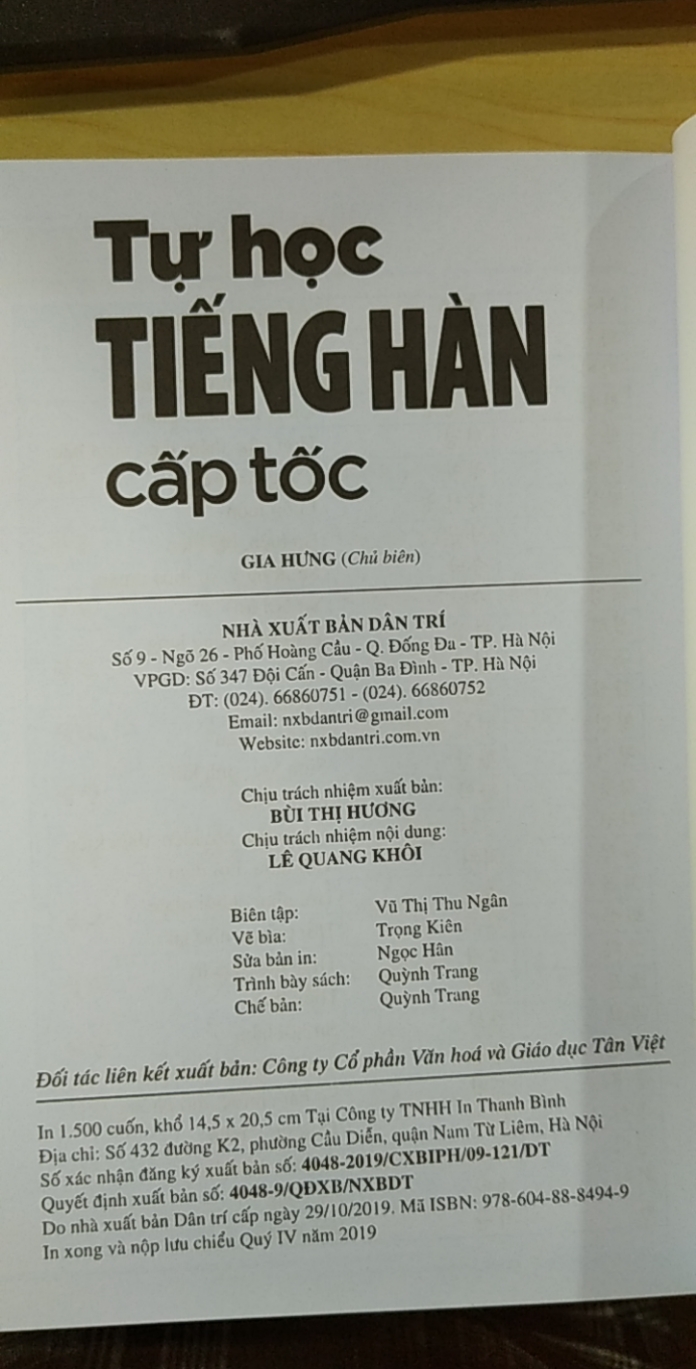 Tự học
TIẾNG HÀN
cấp tốc
GIA HƯNG (Chủ biên)
NHÀ XUẤT BẢN DÂN TRÍ
Số 9 - Ngõ 26 - Phố Hoàng Cầu - Q. Đống Đa - TP. Hà Nội
VPGD: Số 347 Đội Cấn - Quận Ba Đình - TP. Hà Nội
ĐT: (024). 66860751 - (024). 66860752
Email: nxbdantri@gmail.com
Website: nxbdantri.com.vn
Chịu trách nhiệm xuất bản:
BÙI THỊ HƯƠNG
Chịu trách nhiệm nội dung:
LÊ QUANG KHÔI
Biên tập: Vũ Thị Thu Ngân
Vẽ bìa: Trọng Kiên
Sửa bản in: Ngọc Hân
Trình bày sách: Quỳnh Trang
Chế bản: Quỳnh Trang
Đối tác liên kết xuất bản: Công ty Cổ phần Văn hoá và Giáo dục Tân Việt
In 1.500 cuốn, khổ 14,5 x 20,5 cm Tại Công ty TNHH In Thanh Bình
Địa chỉ: Số 432 đường K2, phường Cầu Diễn, quận Nam Từ Liêm, Hà Nội
Số xác nhận đăng ký xuất bản số: 4048-2019/CXBIPH/09-121/DT
Quyết định xuất bản số: 4048-9/QĐXB/NXBDT
Do nhà xuất bản Dân trí cấp ngày 29/10/2019. Mã ISBN: 978-604-88-8494-9
In xong và nộp lưu chiểu Quý IV năm 2019